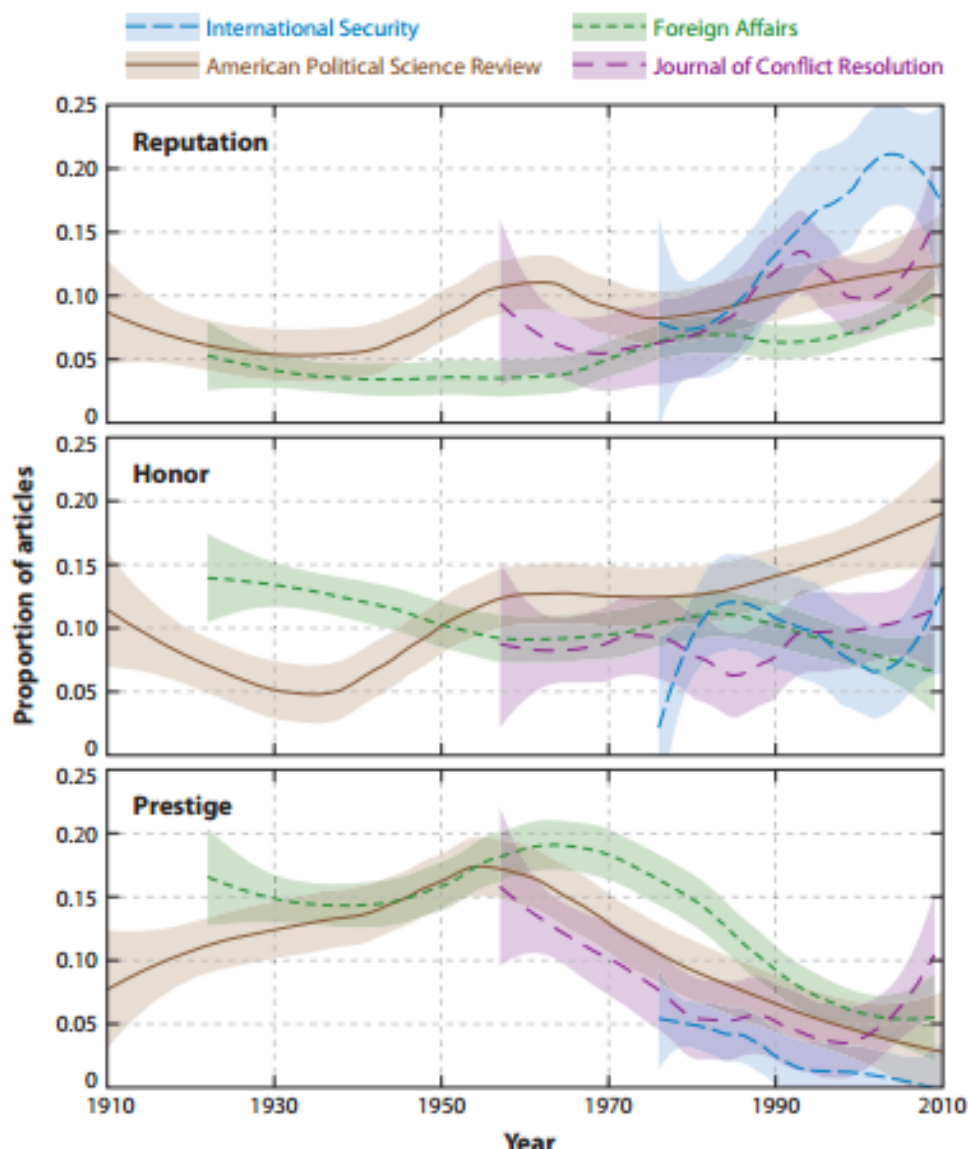 International Security Foreign Affairs
American Political Science Review Journal of Conflict Resolution
0.25
Reputation
0.20
0.15
0.10
0.05
0
0.25
Honor
0.20
0.15
0.10
0.05
0
0.25
Prestige
0.20
0.15
0.10
0.05
0
Proportion of articles
1910 1930 1950 1970 1990 2010
Year